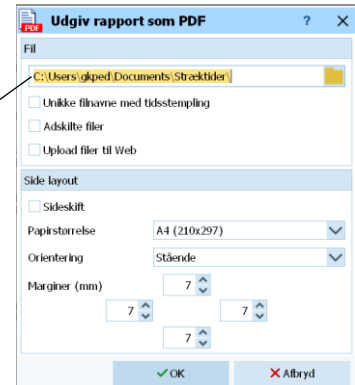 PDF Udgiv rapport som PDF ? X
Fil
C:\Users\gkped\Documents\Stræktider\
Unikke filnavne med tidsstempling
Adskilte filer
Upload filer til Web
Side layout
Sideskift
Papirstørrelse A4 (210x297)
Orientering Stående
Marginer (mm) 7
7 7
7
OK Afbryd